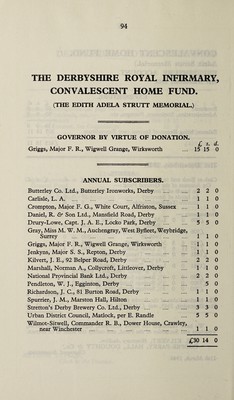 94
THE DERBYSHIRE ROYAL INFIRMARY,
CONVALESCENT HOME FUND.
(THE EDITH ADELA STRUTT MEMORIAL.)
GOVERNOR BY VIRTUE OF DONATION.
£ s. d.
Griggs, Major F. R., Wigwell Grange, Wirksworth 15 15 0
ANNUAL SUBSCRIBERS.
Butterley Co. Ltd., Butterley Ironworks, Derby 2 2 0
Carlisle, L. A. 1 1 0
Crompton, Major F. G., White Court, Alfriston, Sussex 1 1 0
Daniel, R. & Son Ltd., Mansfield Road, Derby 1 1 0
Drury-Lowe, Capt. J. A. E., Locko Park, Derby 5 5 0
Gray, Miss M. W., Auchengray, West Byfleet, Weybridge,
Surrey 1 1 0
Griggs, Major F. R., Wigwell Grange, Wirksworth 1 1 0
Jenkyns, Major S. S., Repton, Derby 1 1 0
Kilvert, J. E., 92 Belper Road, Derby 2 2 0
Marshall, Norman A., Collycroft, Littleover, Derby 1 1 0
National Provincial Bank Ltd., Derby 2 2 0
Pendleton, W. J., Egginton, Derby 5 0
Richardson, J. C., 81 Burton Road, Derby 1 1 0
Spurrier, J. M., Marston Hall, Hilton 1 1 0
Stretton's Derby Brewery Co. Ltd., Derby 3 3 0
Urban District Council, Matlock, per E. Randle 5 5 0
Wilmot-Sitwell, Commander R. B., Dower House, Crawley,
near Winchester 1 1 0
£30 14 0